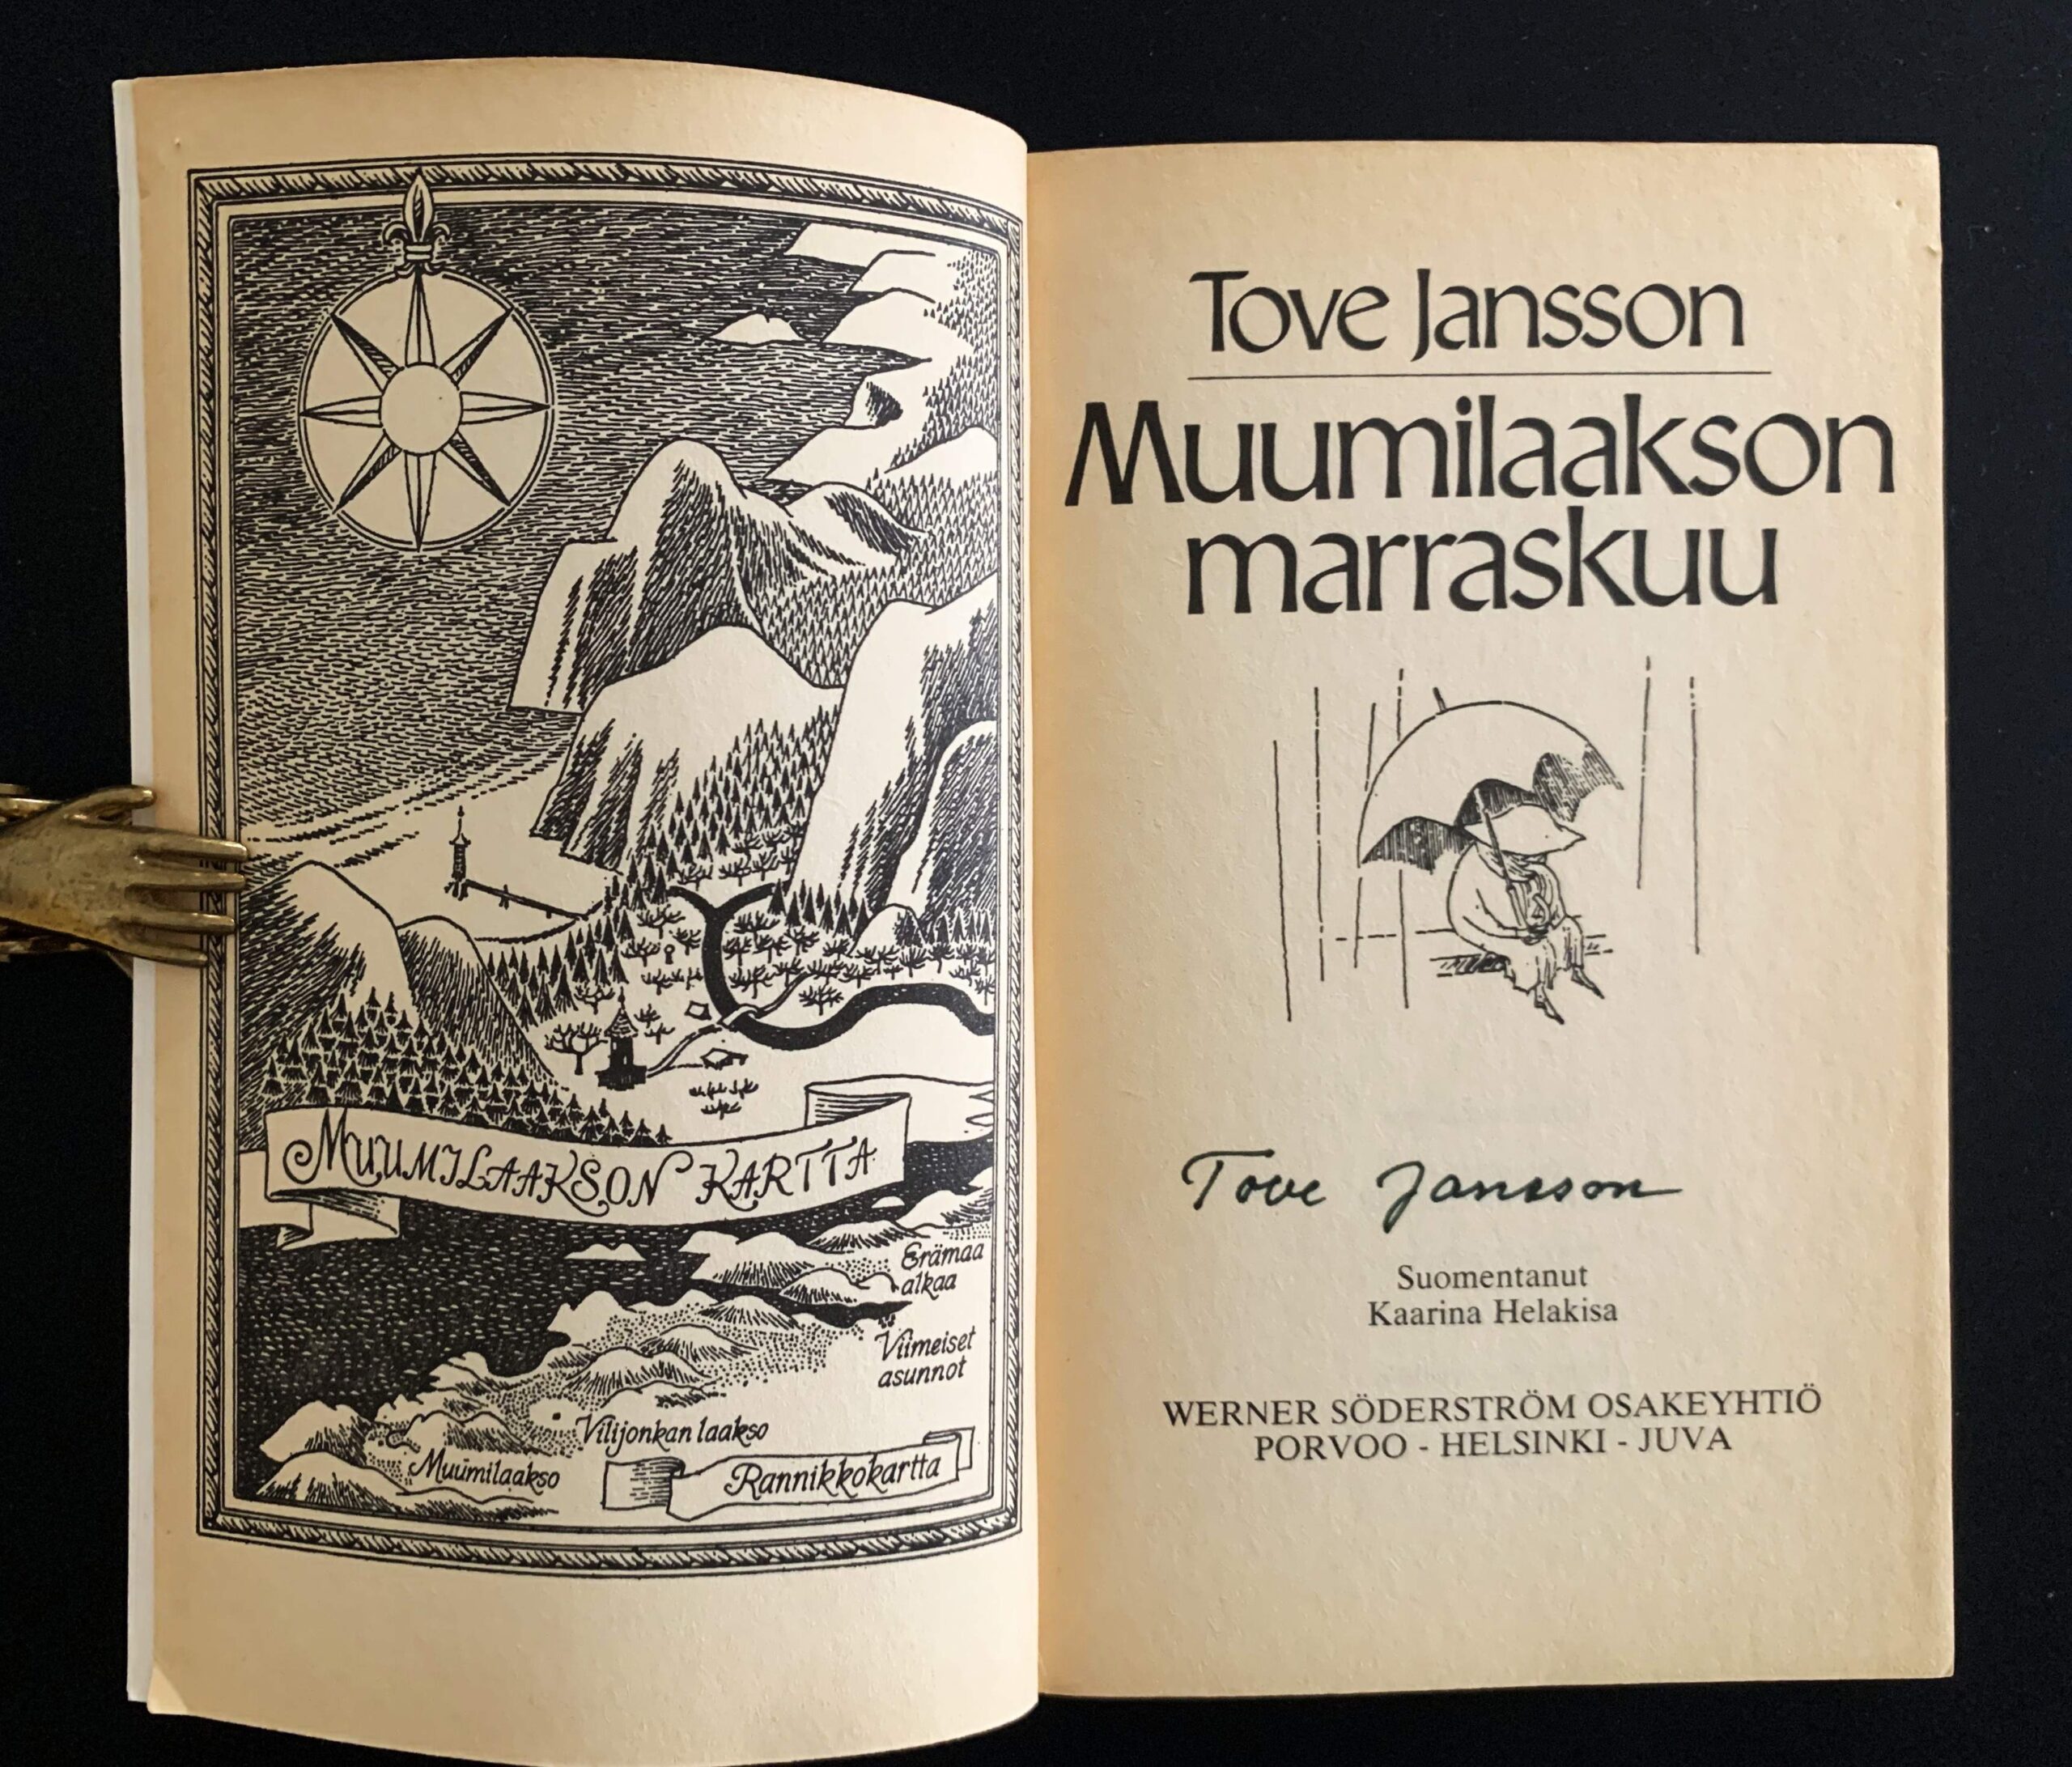 MUUMILAAKSON KARTTA
Erämaa
alkaa
Viimeiset
asunnot
Vilijonkan laakso
Muumilaakso
Rannikkokartta
Tove Jansson
Muumilaakson
marraskuu
Tove Jansson
Suomentanut
Kaarina Helakisa
WERNER SÖDERSTRÖM OSAKEYHTIÖ
PORVOO - HELSINKI - JUVA